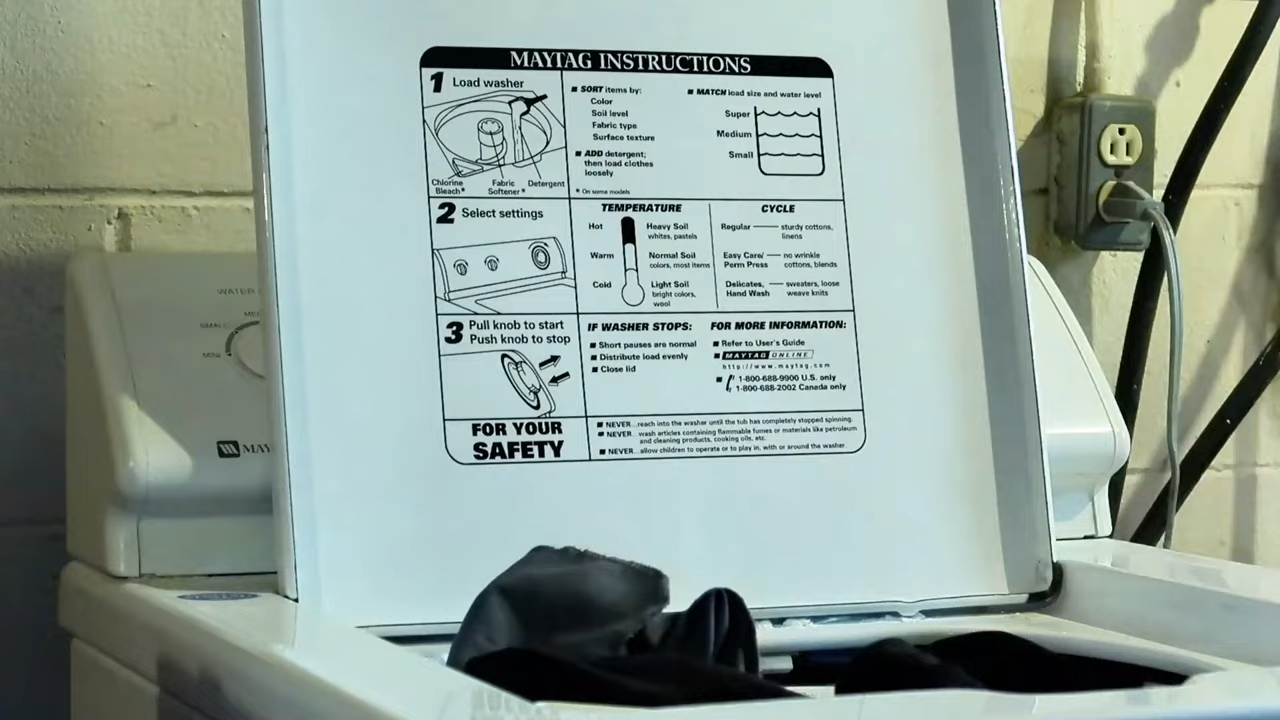 MAYTAG INSTRUCTIONS
1 Load washer
Chlorine Bleach*
Fabric Softener*
Detergent
■ SORT items by:
Color
Soil level
Fabric type
Surface texture
■ ADD detergent;
then load clothes
loosely
* On some models
■ MATCH load size and water level
Super
Medium
Small
2 Select settings
TEMPERATURE
Hot
Heavy Soil
whites, pastels
Warm
Normal Soil
colors, most items
Cold
Light Soil
bright colors,
wool
CYCLE
Regular — sturdy cottons,
linens
Easy Care/ — no wrinkle
Perm Press cottons, blends
Delicates, — sweaters, loose
Hand Wash weave knits
3 Pull knob to start
Push knob to stop
IF WASHER STOPS:
■ Short pauses are normal
■ Distribute load evenly
■ Close lid
FOR MORE INFORMATION:
■ Refer to User's Guide
■ MAYTAG ONLINE
http://www.maytag.com
■ 1-800-688-9900 U.S. only
1-800-688-2002 Canada only
FOR YOUR
SAFETY
■ NEVER...reach into the washer until the tub has completely stopped spinning.
■ NEVER...wash articles containing flammable fumes or materials like petroleum
and cleaning products, cooking oils, etc.
■ NEVER...allow children to operate or to play in, with or around the washer.
WATER
SMALL
MINI
MAY